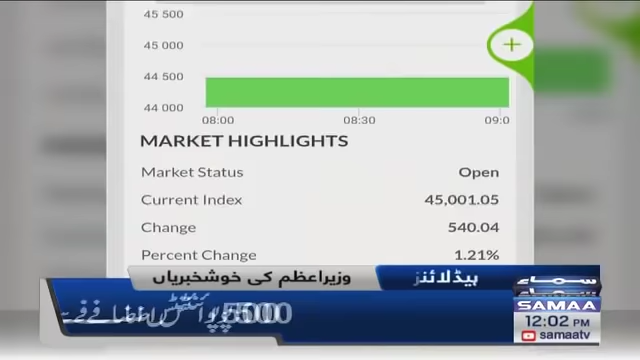 45 500
45 000
44 500
44 000
08:00 08:30 09:0
MARKET HIGHLIGHTS
Market Status Open
Current Index 45,001.05
Change 540.04
Percent Change 1.21%
ہیڈلائنز
وزیراعظم کی خوشخبریاں
سماء
SAMAA
12:02 PM
samaatv